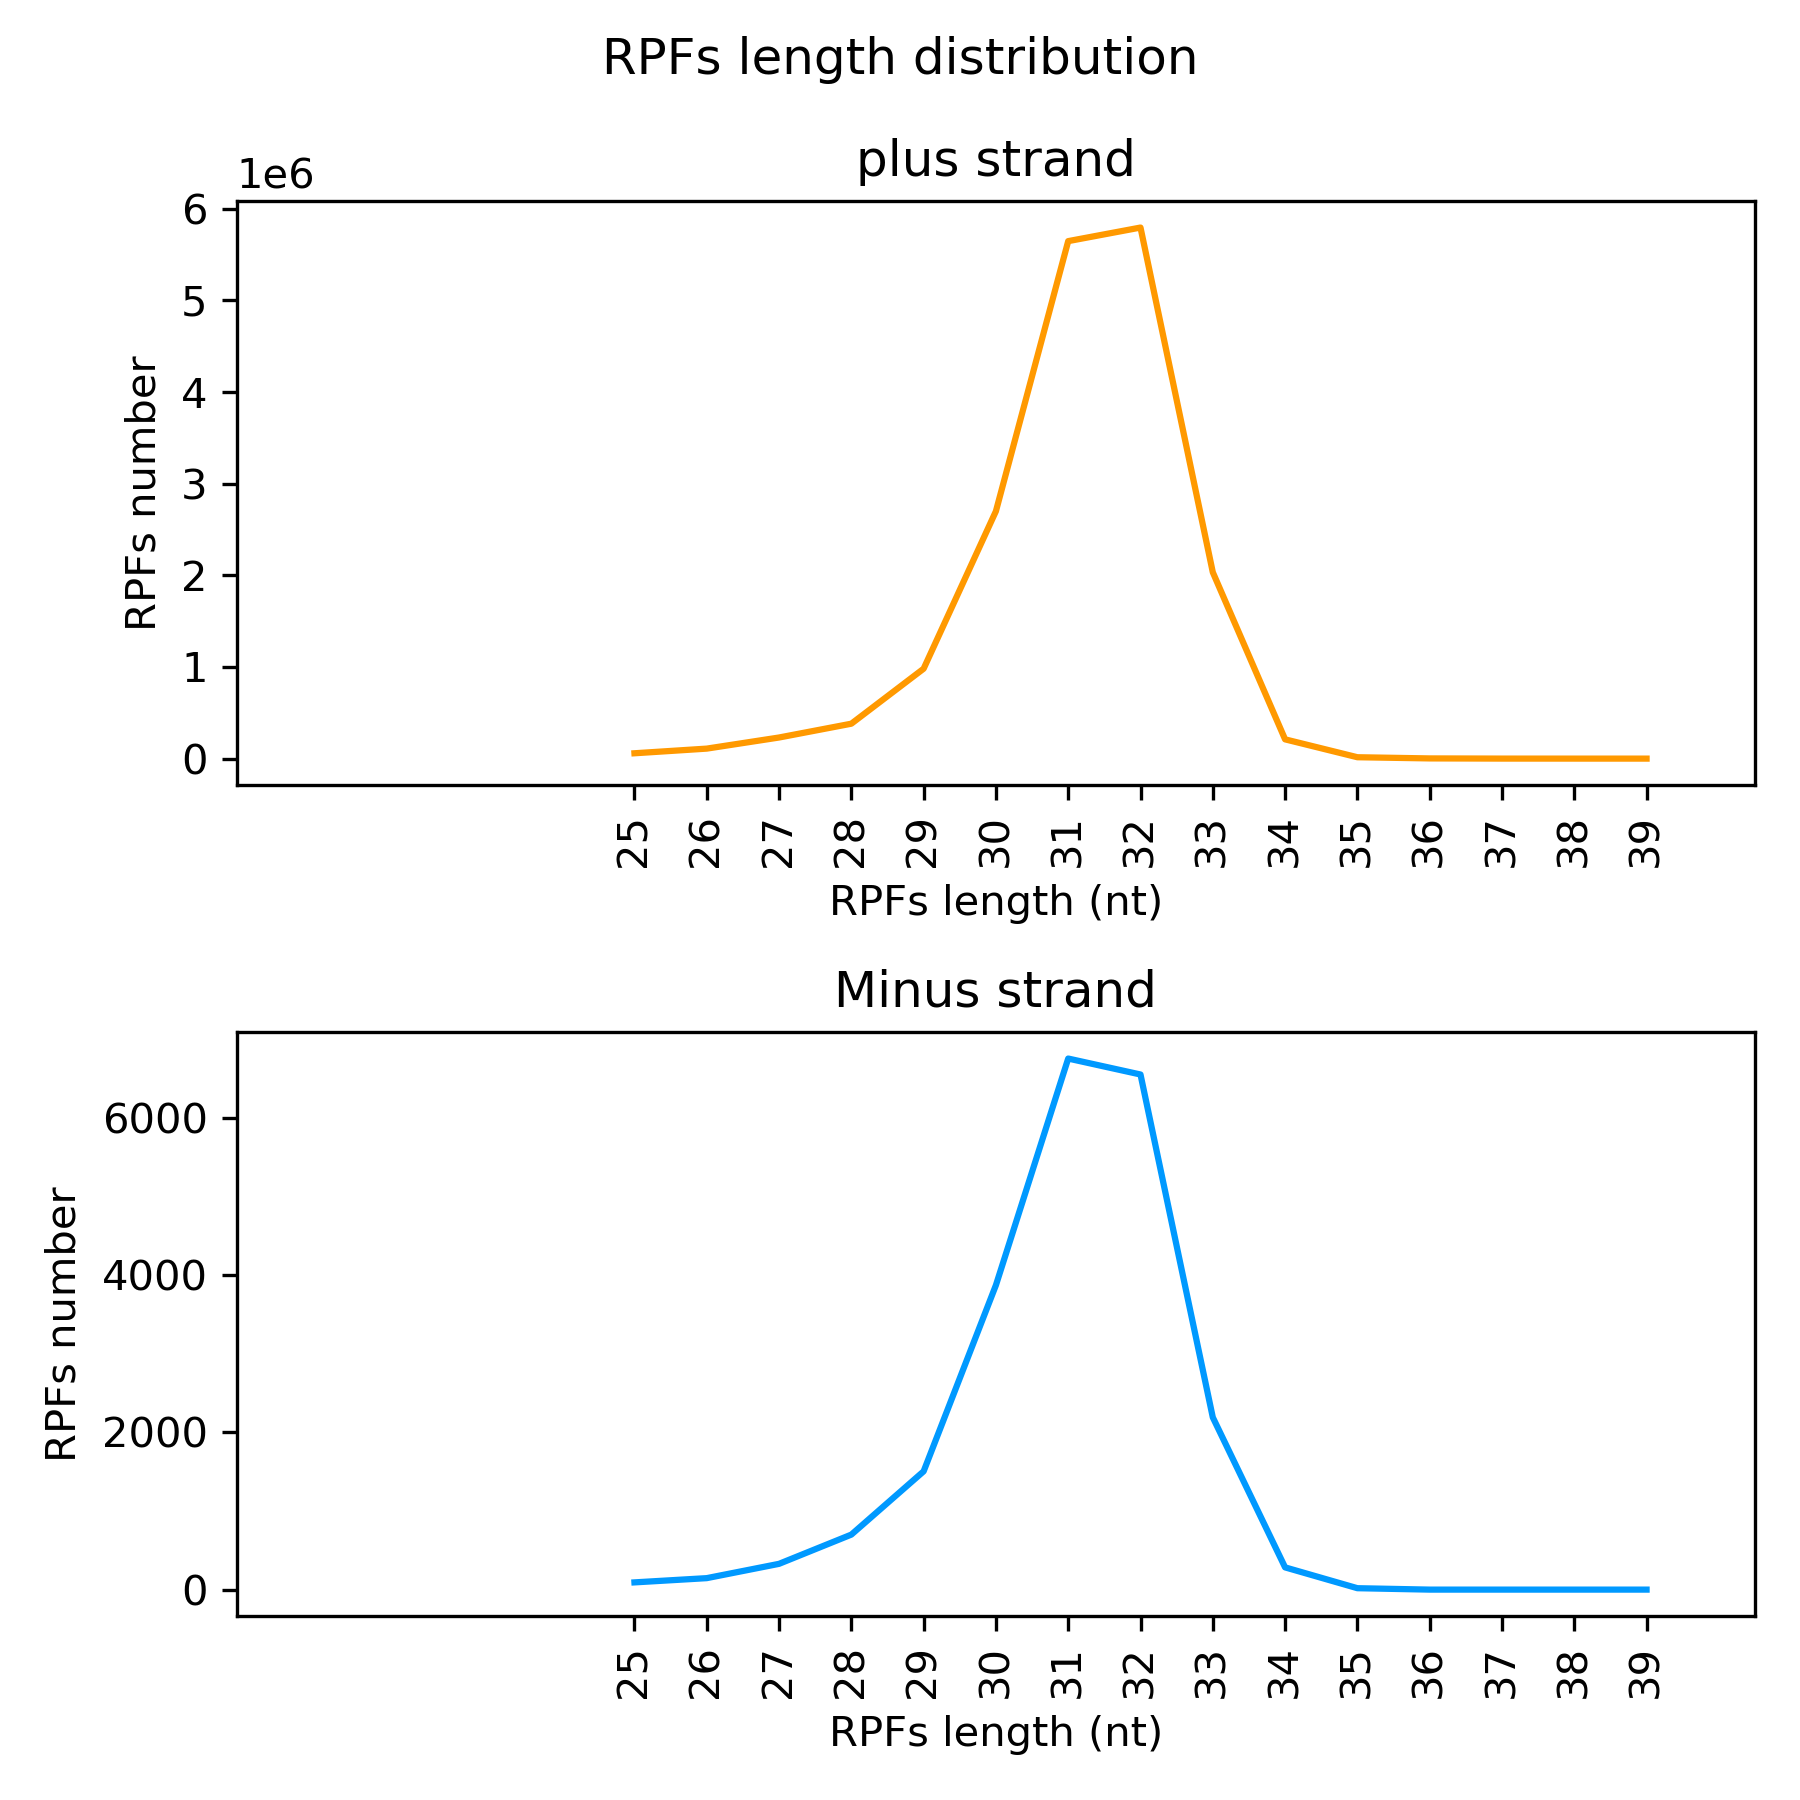 RPFs length distribution
plus strand
1e6
6
5
4
3
2
1
0
RPFs number
25 26 27 28 29 30 31 32 33 34 35 36 37 38 39
RPFs length (nt)
Minus strand
6000
4000
2000
0
RPFs number
25 26 27 28 29 30 31 32 33 34 35 36 37 38 39
RPFs length (nt)